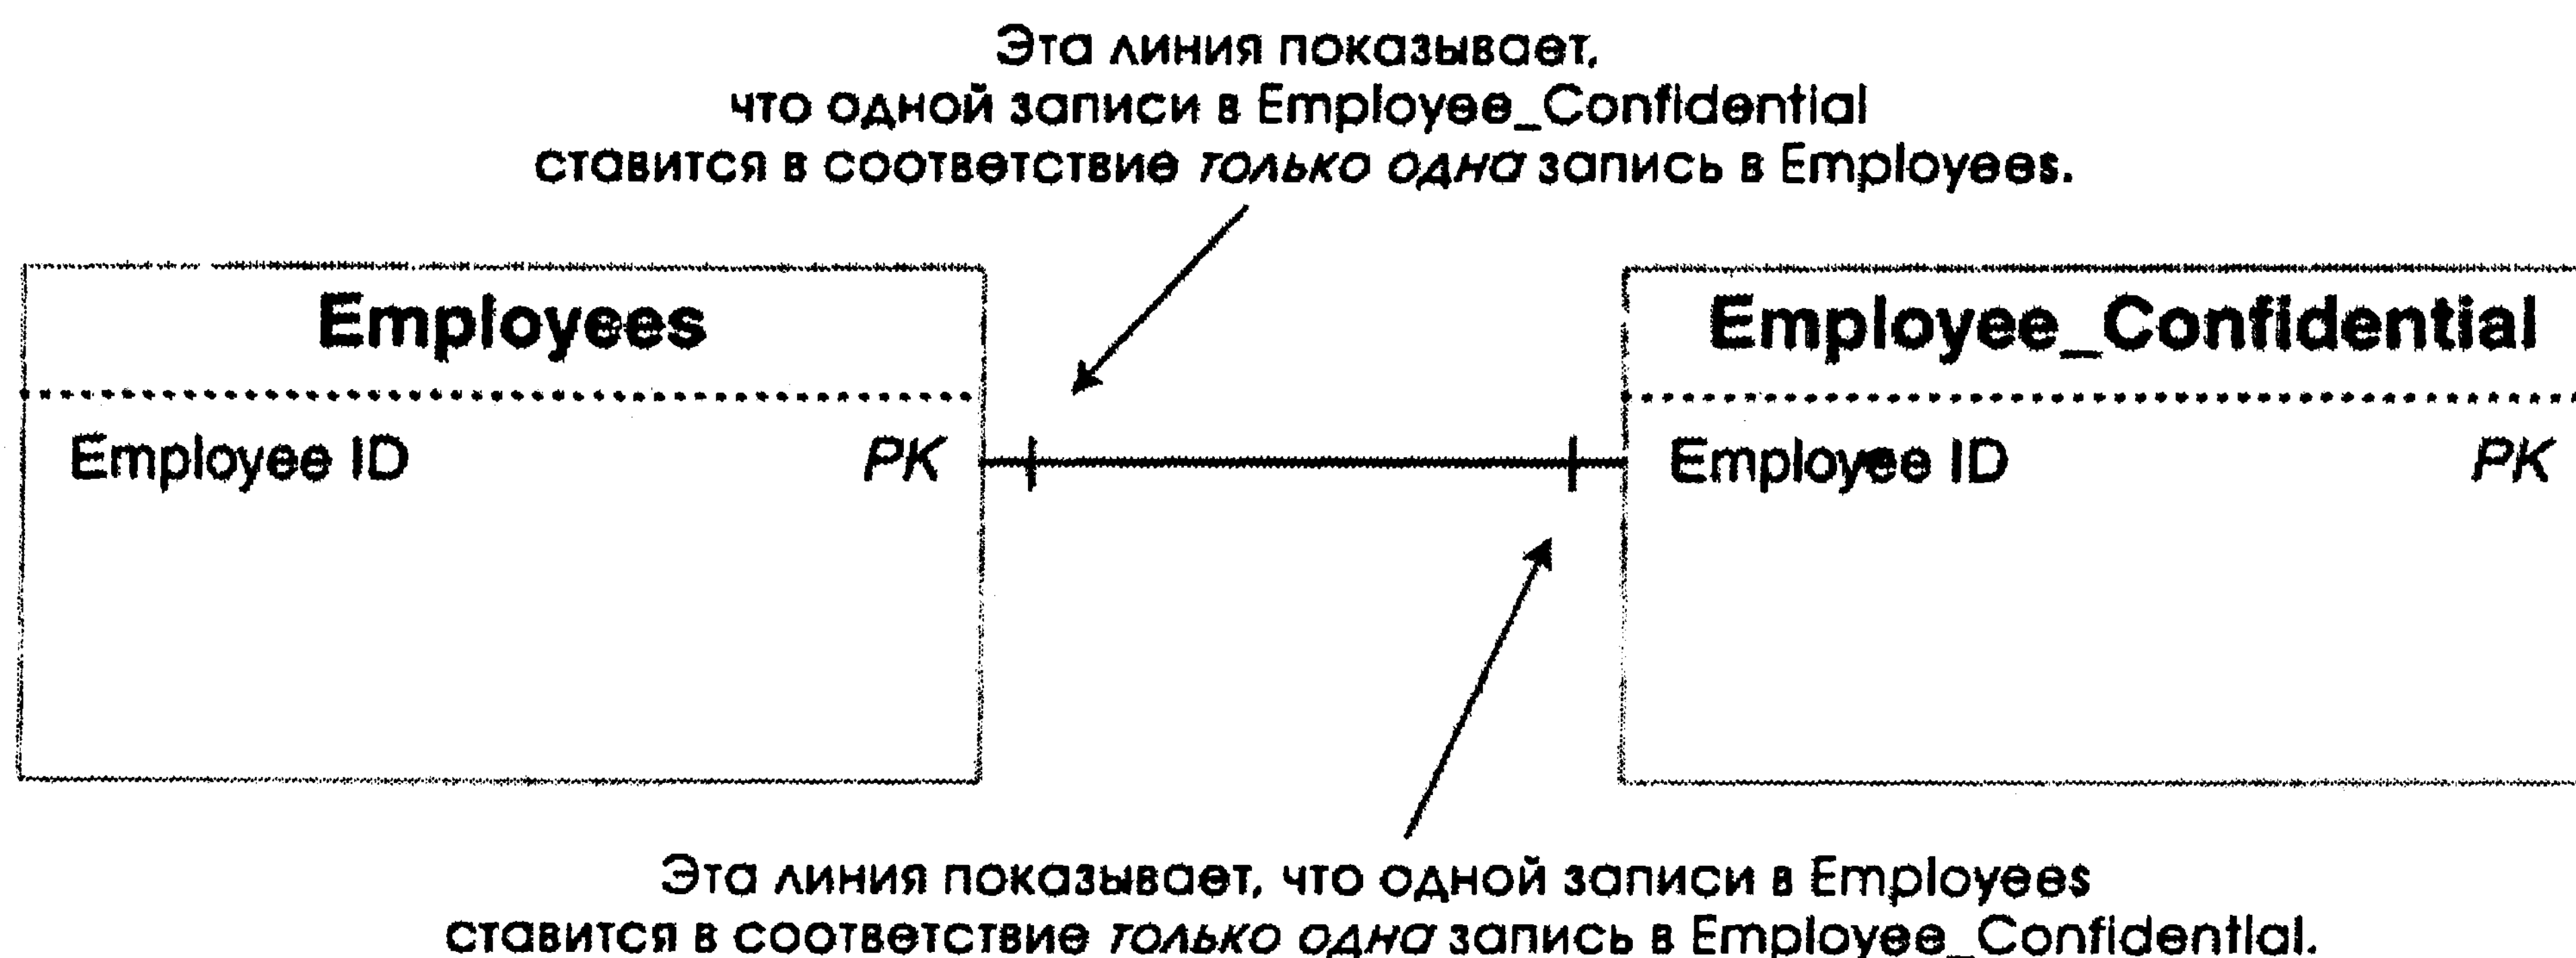 Эта линия показывает,
что одной записи в Employee_Confidential
ставится в соответствие только одна запись в Employees.
Employees
Employee ID PK
Employee_Confidential
Employee ID PK
Эта линия показывает, что одной записи в Employees
ставится в соответствие только одна запись в Employee_Confidential.